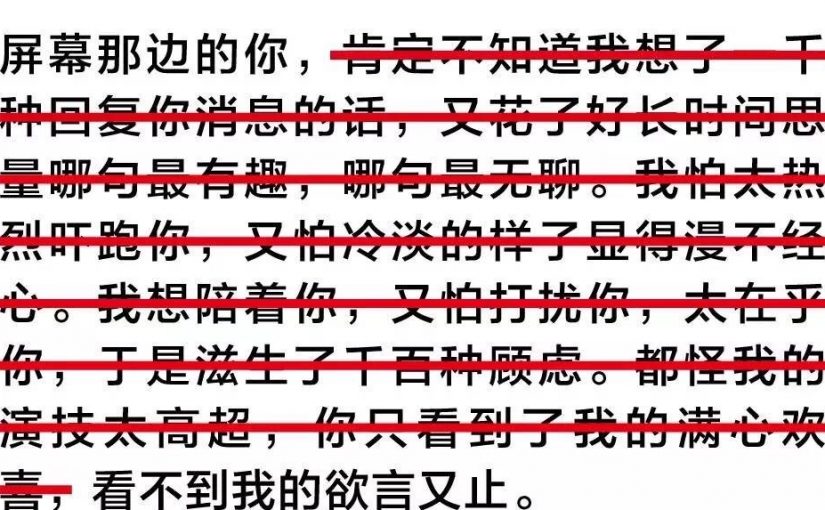 屏幕那边的你，肯定不知道我想了一千
种回复你消息的话，又花了好长时间思
量哪句最有趣，哪句最无聊。我怕太热
烈吓跑你，又怕冷淡的样子显得漫不经
心。我想陪着你，又怕打扰你，太在乎
你，于是滋生了千百种顾虑。都怪我的
演技太高超，你只看到了我的满心欢
喜，看不到我的欲言又止。